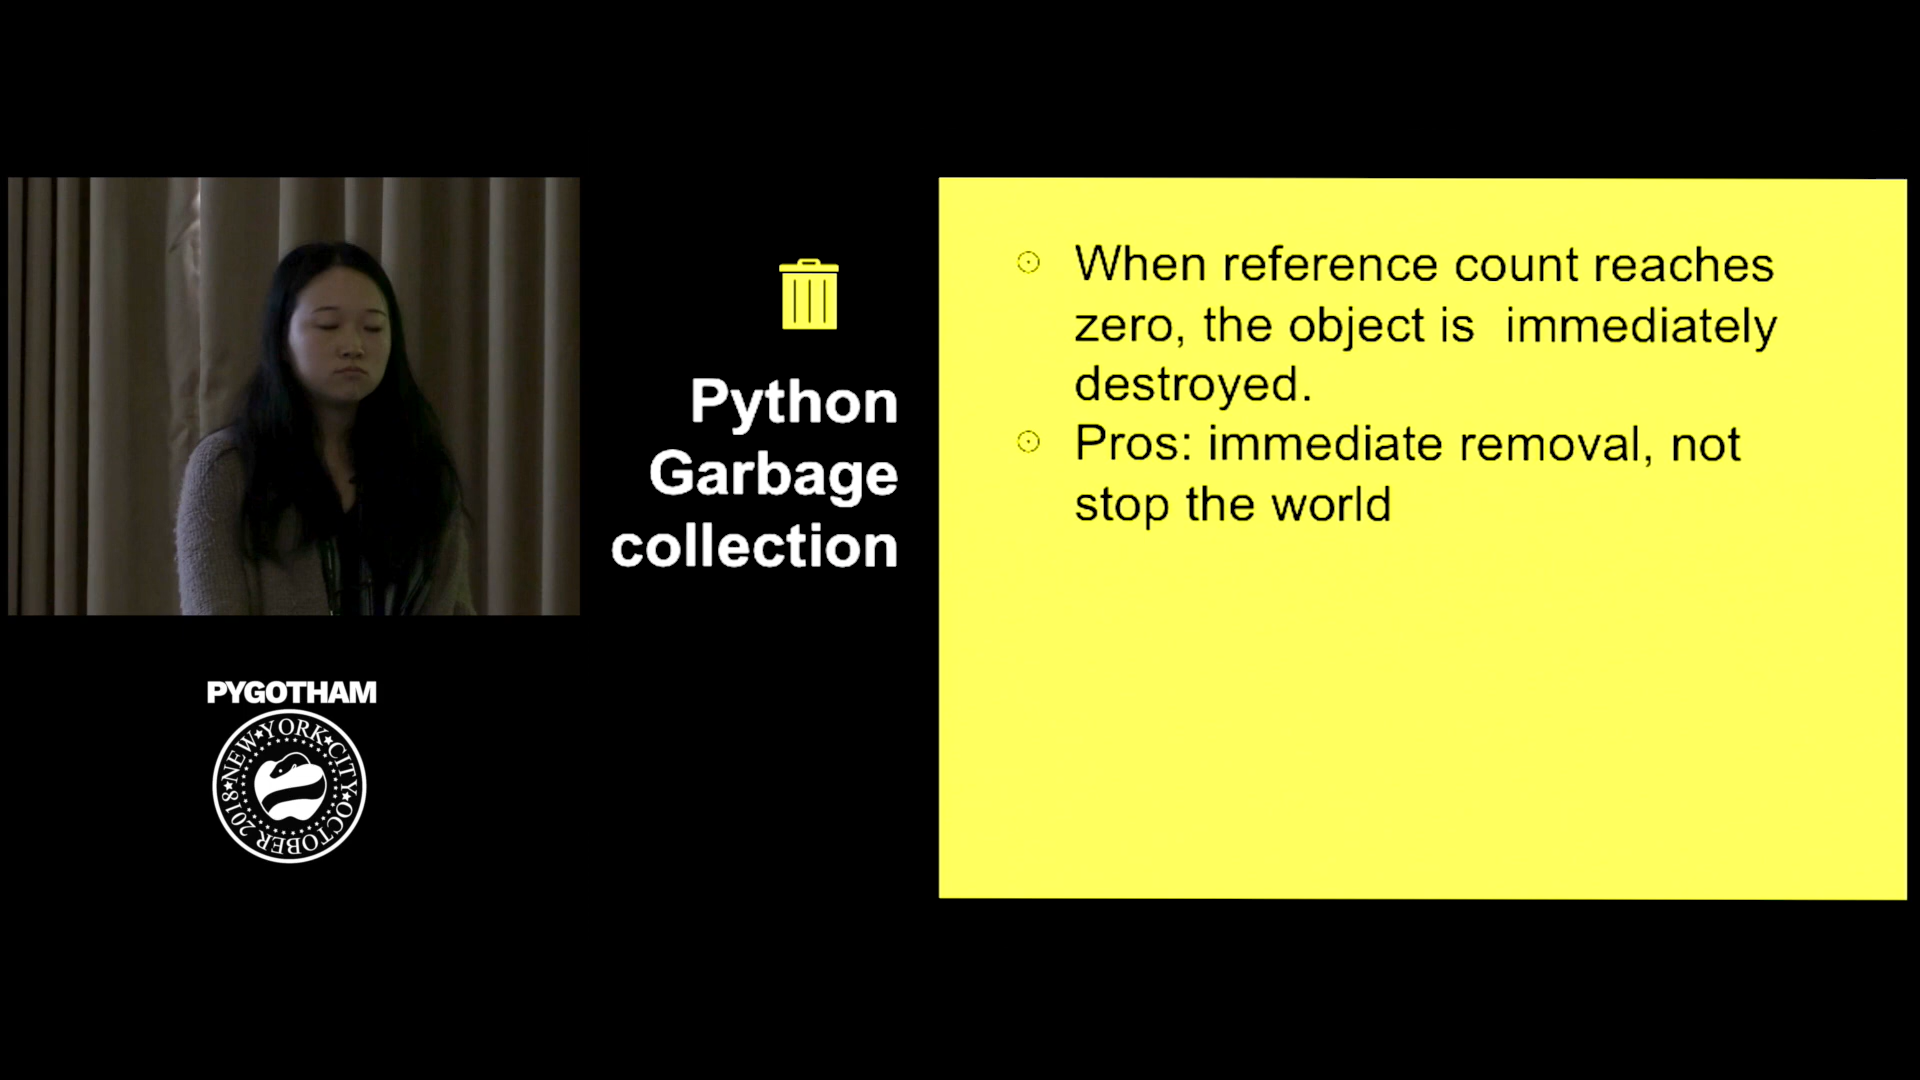 Python
Garbage
collection
When reference count reaches
zero, the object is immediately
destroyed.
Pros: immediate removal, not
stop the world
PYGOTHAM
NEW YORK CITY OCTOBER 2018